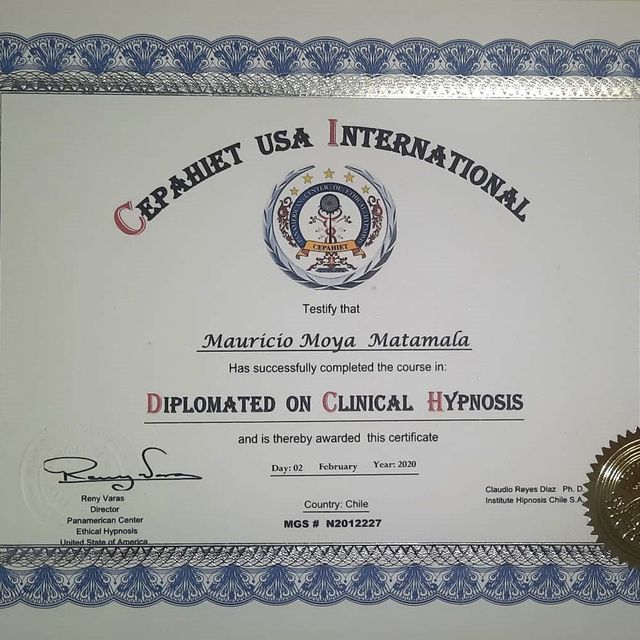 CEPAHIET USA INTERNATIONAL
CEPAHIET
Testify that
Mauricio Moya Matamala
Has successfully completed the course in:
DIPLOMATED ON CLINICAL HYPNOSIS
and is thereby awarded this certificate
Day: 02 February Year: 2020
Reny Varas
Director
Panamerican Center
Ethical Hypnosis
United State of America
Country: Chile
MGS # N2012227
Claudio Reyes Díaz Ph. D.
Institute Hipnosis Chile S.A